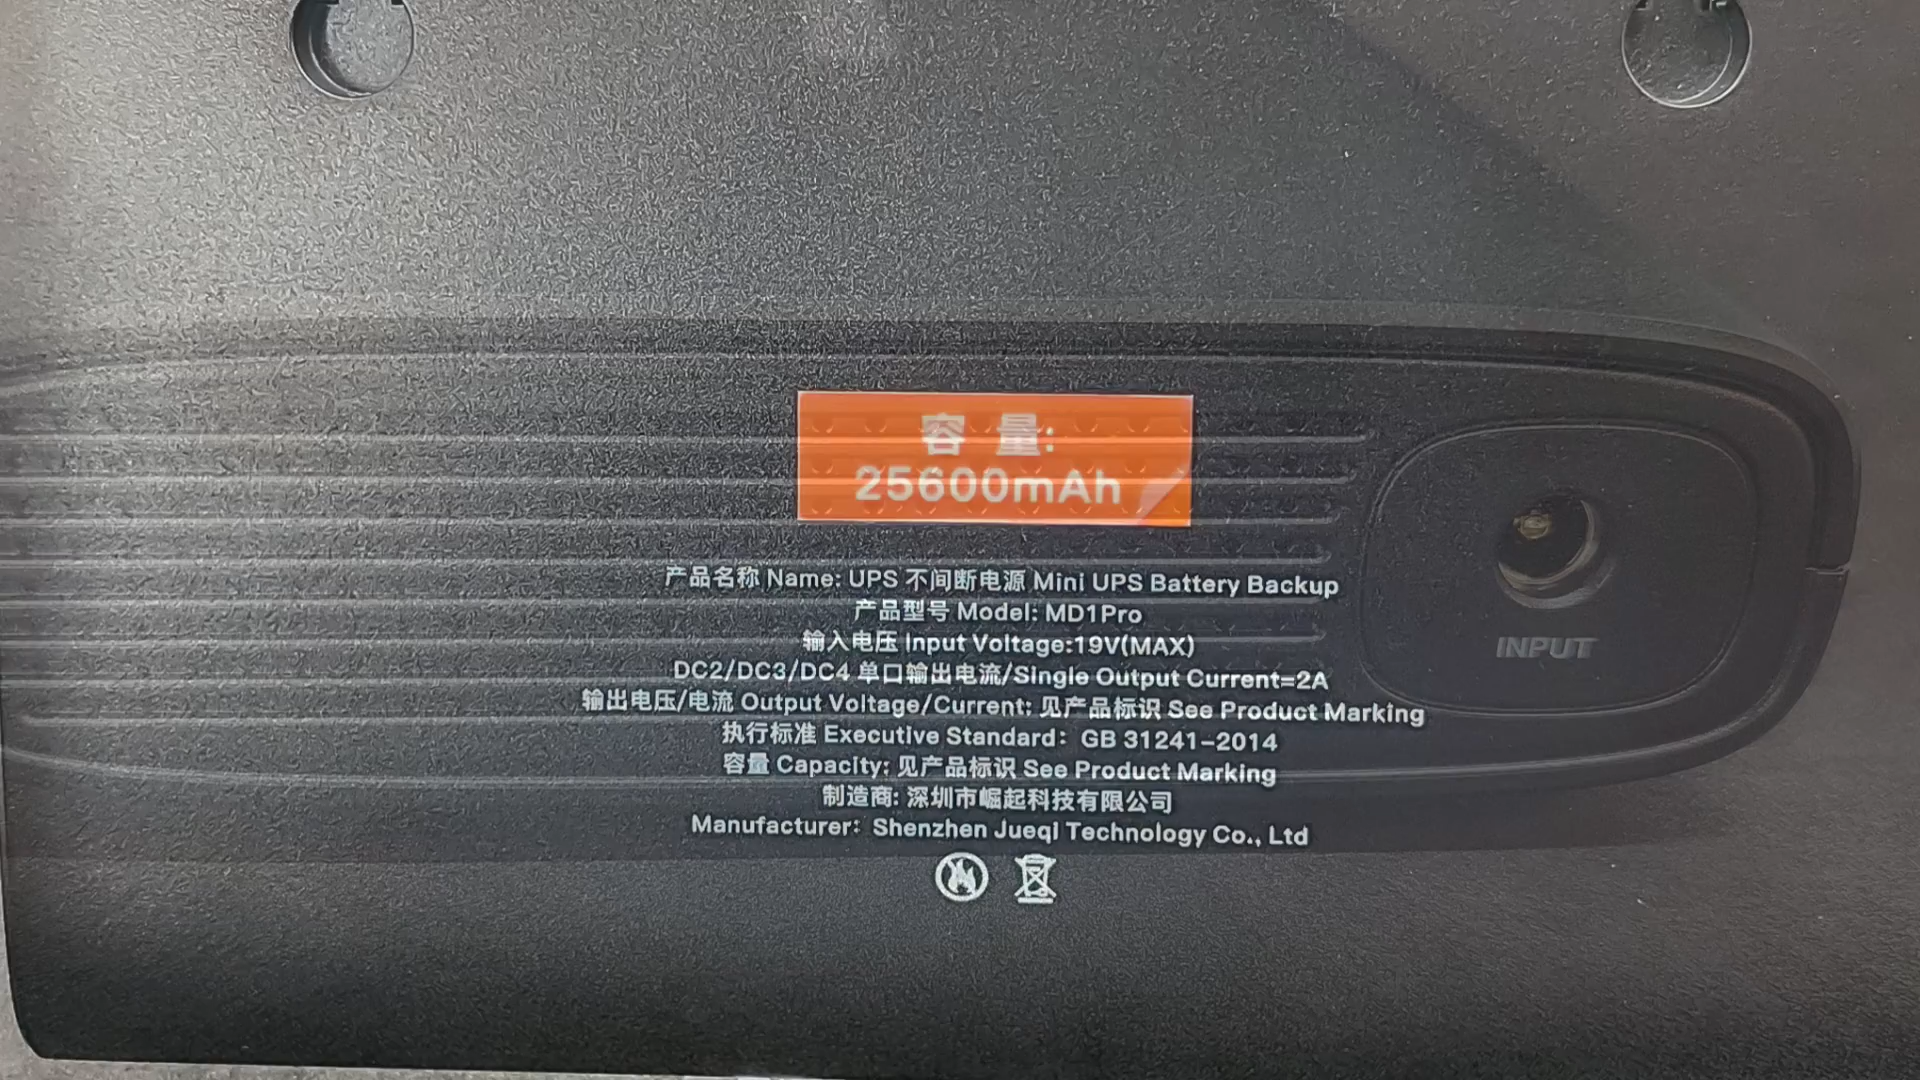 容 量:
25600mAh
产品名称 Name: UPS 不间断电源 Mini UPS Battery Backup
产品型号 Model: MD1Pro
输入电压 Input Voltage:19V(MAX)
DC2/DC3/DC4 单口输出电流/Single Output Current=2A
输出电压/电流 Output Voltage/Current: 见产品标识 See Product Marking
执行标准 Executive Standard: GB 31241-2014
容量 Capacity: 见产品标识 See Product Marking
制造商: 深圳市崛起科技有限公司
Manufacturer: Shenzhen Jueqi Technology Co., Ltd
INPUT